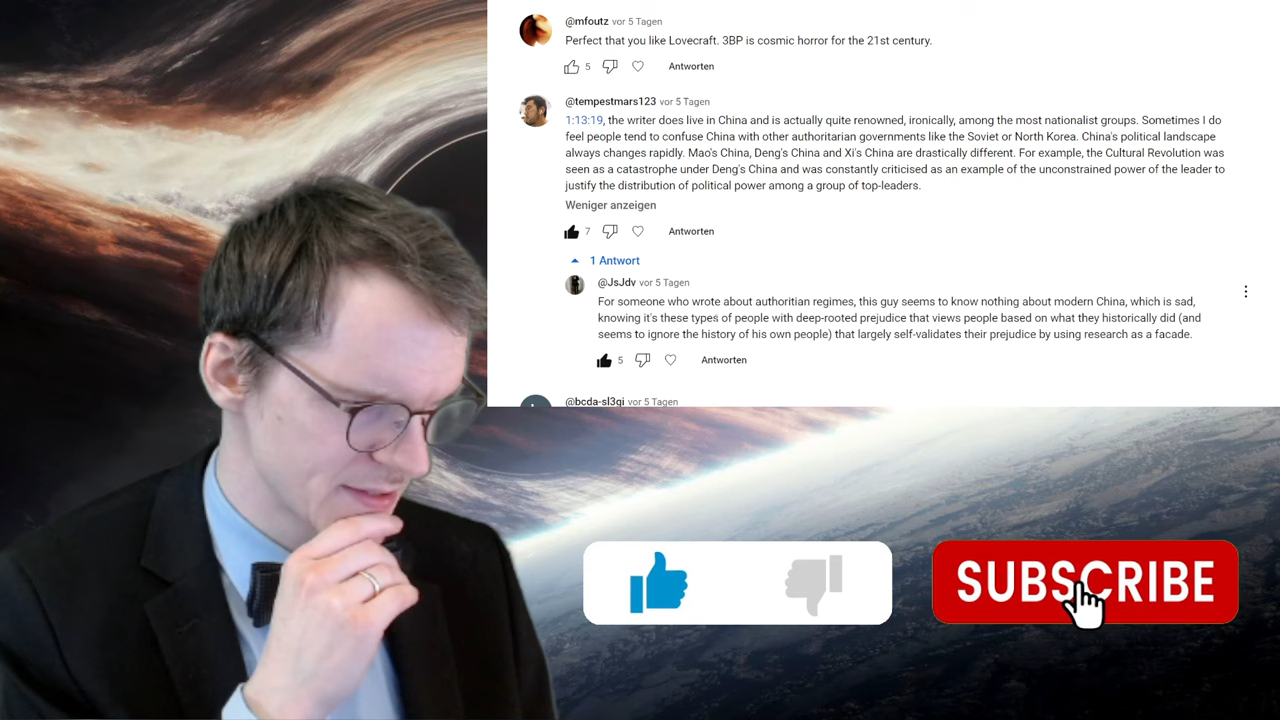 @mfoutz vor 5 Tagen
Perfect that you like Lovecraft. 3BP is cosmic horror for the 21st century.
5 Antworten
@tempestmars123 vor 5 Tagen
1:13:19, the writer does live in China and is actually quite renowned, ironically, among the most nationalist groups. Sometimes I do
feel people tend to confuse China with other authoritarian governments like the Soviet or North Korea. China's political landscape
always changes rapidly. Mao's China, Deng's China and Xi's China are drastically different. For example, the Cultural Revolution was
seen as a catastrophe under Deng's China and was constantly criticised as an example of the unconstrained power of the leader to
justify the distribution of political power among a group of top-leaders.
Weniger anzeigen
7 Antworten
1 Antwort
@JsJdv vor 5 Tagen
For someone who wrote about authoritian regimes, this guy seems to know nothing about modern China, which is sad,
knowing it's these types of people with deep-rooted prejudice that views people based on what they historically did (and
seems to ignore the history of his own people) that largely self-validates their prejudice by using research as a facade.
5 Antworten
@bcda-sl3qi vor 5 Tagen
SUBSCRIBE